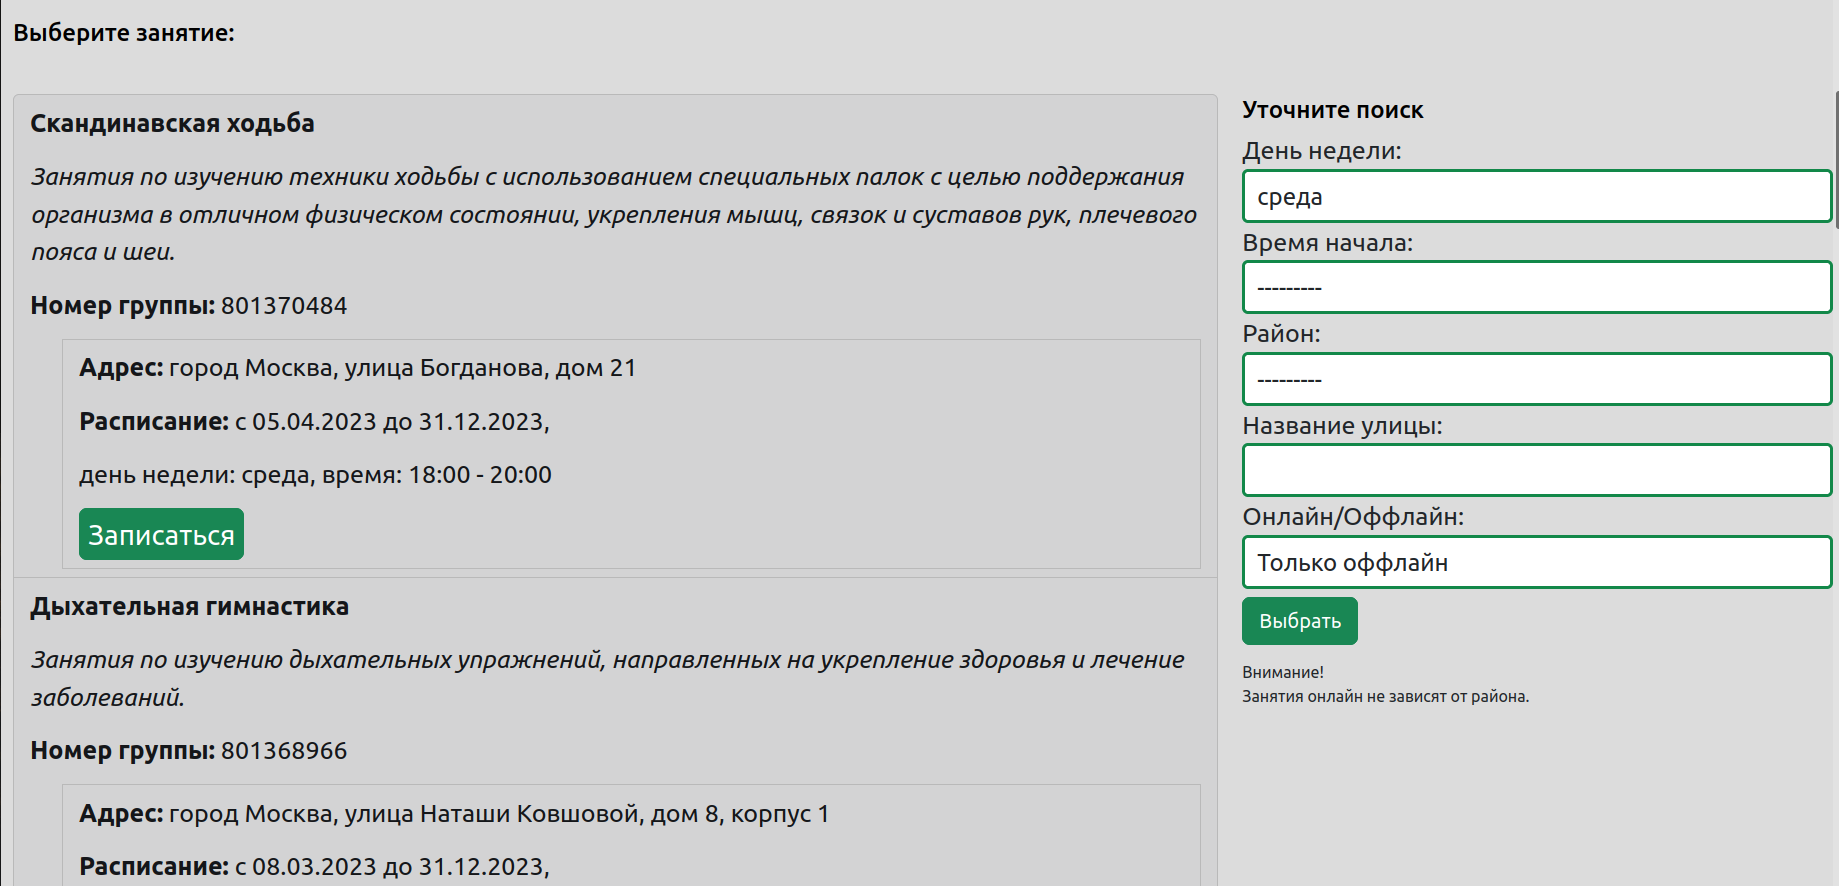 Выберите занятие:
Скандинавская ходьба
Занятия по изучению техники ходьбы с использованием специальных палок с целью поддержания
организма в отличном физическом состоянии, укрепления мышц, связок и суставов рук, плечевого
пояса и шеи.
Номер группы: 801370484
Адрес: город Москва, улица Богданова, дом 21
Расписание: с 05.04.2023 до 31.12.2023,
день недели: среда, время: 18:00 - 20:00
Записаться
Дыхательная гимнастика
Занятия по изучению дыхательных упражнений, направленных на укрепление здоровья и лечение
заболеваний.
Номер группы: 801368966
Адрес: город Москва, улица Наташи Ковшовой, дом 8, корпус 1
Расписание: с 08.03.2023 до 31.12.2023,
Уточните поиск
День недели:
среда
Время начала:
---------
Район:
---------
Название улицы:
Онлайн/Оффлайн:
Только оффлайн
Выбрать
Внимание!
Занятия онлайн не зависят от района.